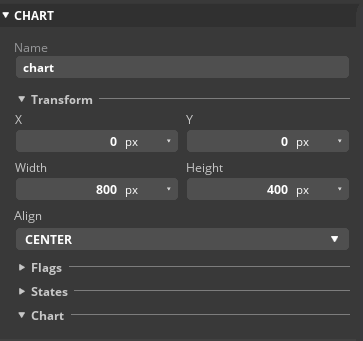 CHART
Name
chart
Transform
X Y
0 px 0 px
Width Height
800 px 400 px
Align
CENTER
Flags
States
Chart